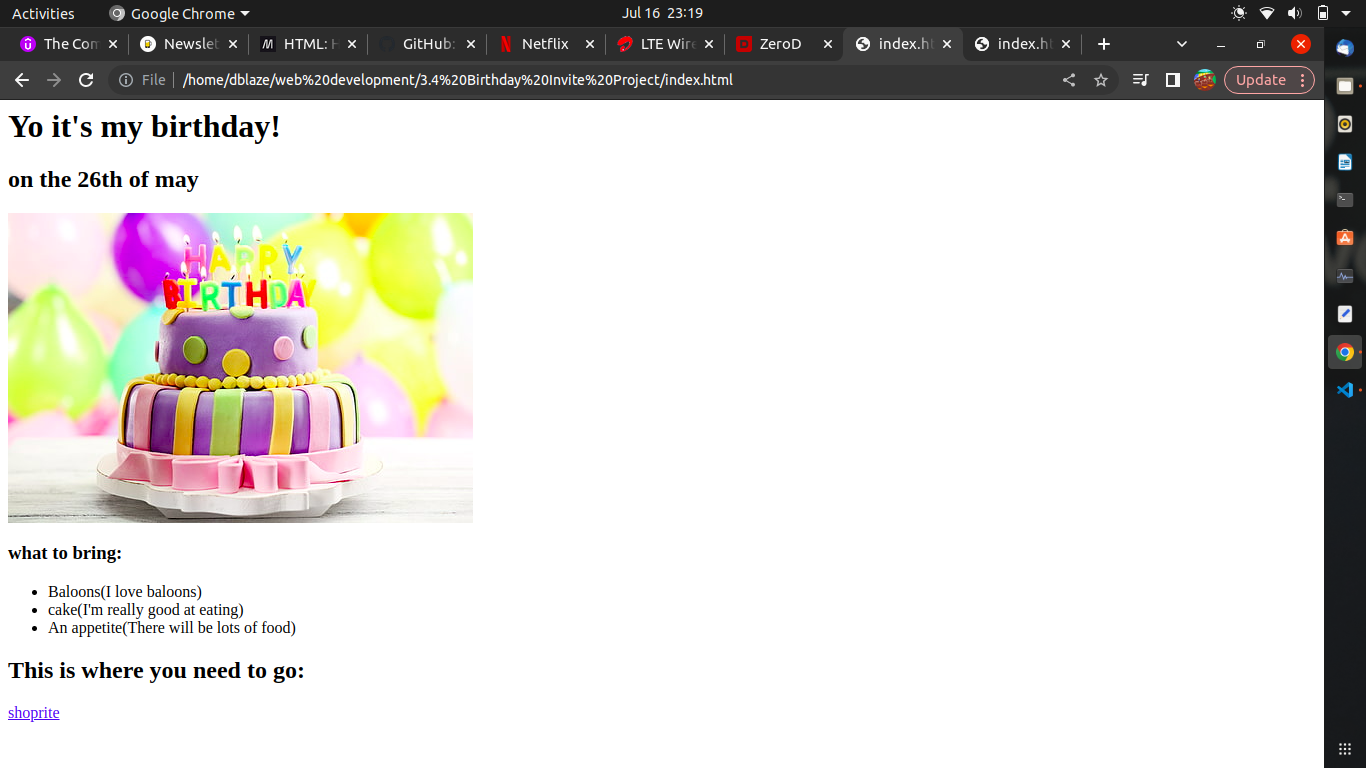 Activities Google Chrome Jul 16 23:19
The Com Newslet HTML: H GitHub: Netflix LTE Wire ZeroD index.ht index.ht
File /home/dblaze/web%20development/3.4%20Birthday%20Invite%20Project/index.html Update
Yo it's my birthday!
on the 26th of may
HAPPY
BIRTHDAY
what to bring:
Baloons(I love baloons)
cake(I'm really good at eating)
An appetite(There will be lots of food)
This is where you need to go:
shoprite